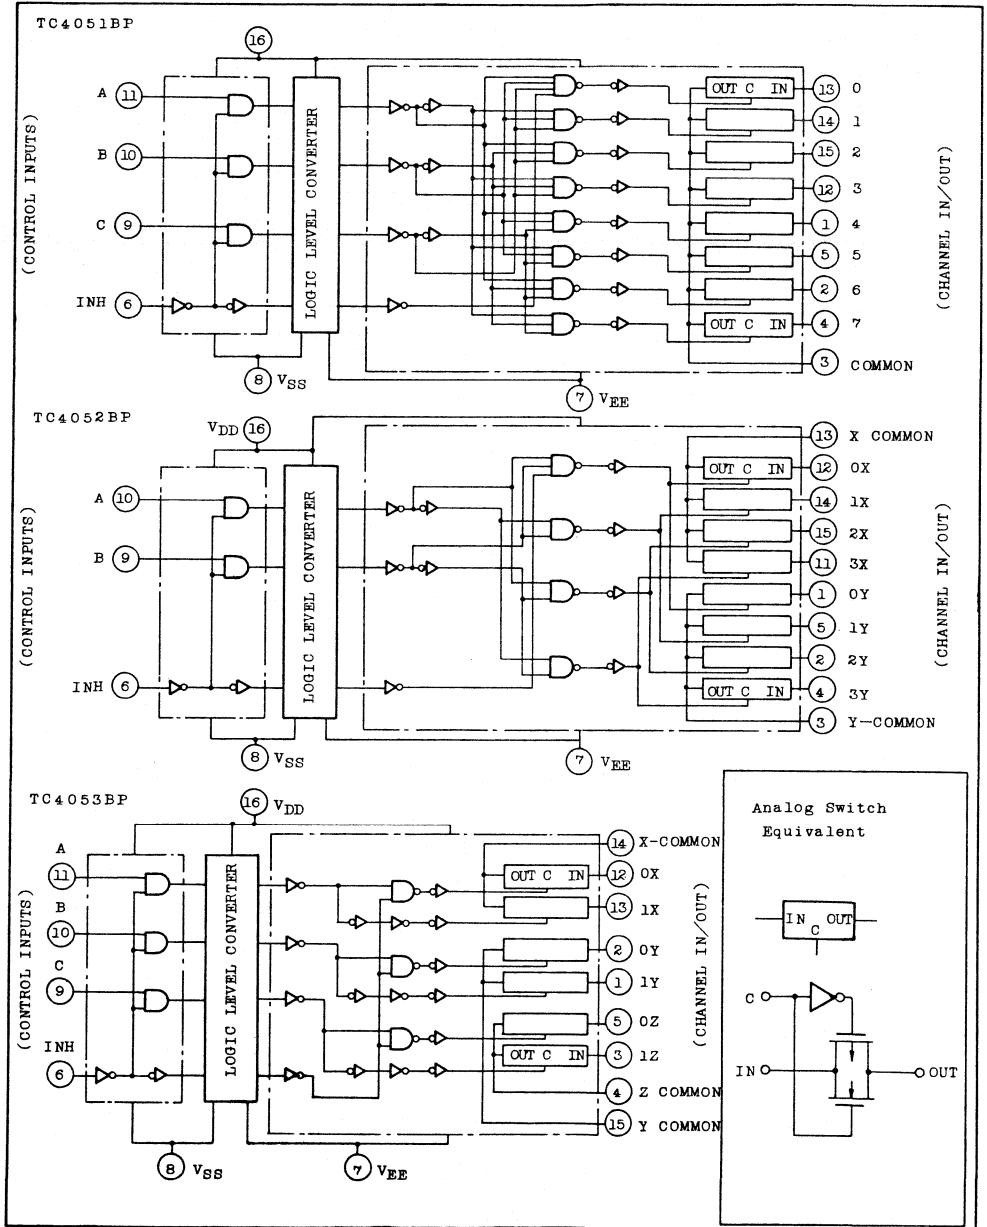 TC4051BP
16
A 11
B 10
C 9
INH 6
(CONTROL INPUTS)
LOGIC LEVEL CONVERTER
OUT C IN
13 0
14 1
15 2
12 3
1 4
5 5
2 6
OUT C IN
4 7
3 COMMON
(CHANNEL IN/OUT)
8 VSS
7 VEE
TC4052BP
VDD 16
A 10
B 9
INH 6
(CONTROL INPUTS)
LOGIC LEVEL CONVERTER
13 X COMMON
OUT C IN
12 0X
14 1X
15 2X
11 3X
1 0Y
5 1Y
2 2Y
OUT C IN
4 3Y
3 Y-COMMON
(CHANNEL IN/OUT)
8 VSS
7 VEE
TC4053BP
16 VDD
A
11
B
10
C
9
INH
6
(CONTROL INPUTS)
LOGIC LEVEL CONVERTER
14 X-COMMON
OUT C IN
12 0X
13 1X
2 0Y
1 1Y
5 0Z
OUT C IN
3 1Z
4 Z COMMON
15 Y COMMON
(CHANNEL IN/OUT)
8 VSS
7 VEE
Analog Switch
Equivalent
IN C OUT
C
IN
OUT